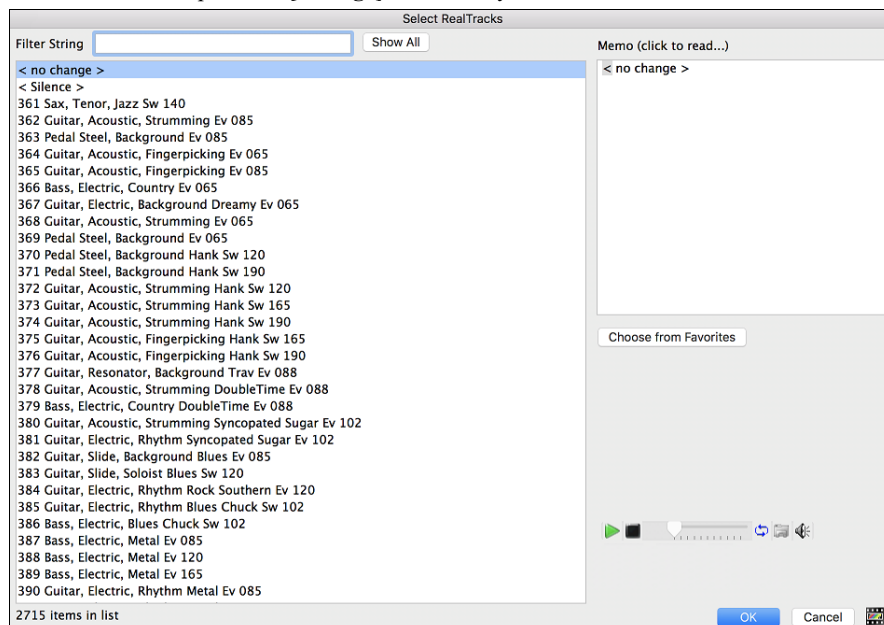 Select RealTracks
Filter String
Show All
Memo (click to read...)
< no change >
< Silence >
361 Sax, Tenor, Jazz Sw 140
362 Guitar, Acoustic, Strumming Ev 085
363 Pedal Steel, Background Ev 085
364 Guitar, Acoustic, Fingerpicking Ev 065
365 Guitar, Acoustic, Fingerpicking Ev 085
366 Bass, Electric, Country Ev 065
367 Guitar, Electric, Background Dreamy Ev 065
368 Guitar, Acoustic, Strumming Ev 065
369 Pedal Steel, Background Ev 065
370 Pedal Steel, Background Hank Sw 120
371 Pedal Steel, Background Hank Sw 190
372 Guitar, Acoustic, Strumming Hank Sw 120
373 Guitar, Acoustic, Strumming Hank Sw 165
374 Guitar, Acoustic, Strumming Hank Sw 190
375 Guitar, Acoustic, Fingerpicking Hank Sw 165
376 Guitar, Acoustic, Fingerpicking Hank Sw 190
377 Guitar, Resonator, Background Trav Ev 088
378 Guitar, Acoustic, Strumming DoubleTime Ev 088
379 Bass, Electric, Country DoubleTime Ev 088
380 Guitar, Acoustic, Strumming Syncopated Sugar Ev 102
381 Guitar, Electric, Rhythm Syncopated Sugar Ev 102
382 Guitar, Slide, Background Blues Ev 085
383 Guitar, Slide, Soloist Blues Sw 120
384 Guitar, Electric, Rhythm Rock Southern Ev 120
385 Guitar, Electric, Rhythm Blues Chuck Sw 102
386 Bass, Electric, Blues Chuck Sw 102
387 Bass, Electric, Metal Ev 085
388 Bass, Electric, Metal Ev 120
389 Bass, Electric, Metal Ev 165
390 Guitar, Electric, Rhythm Metal Ev 085
2715 items in list
< no change >
Choose from Favorites
OK
Cancel